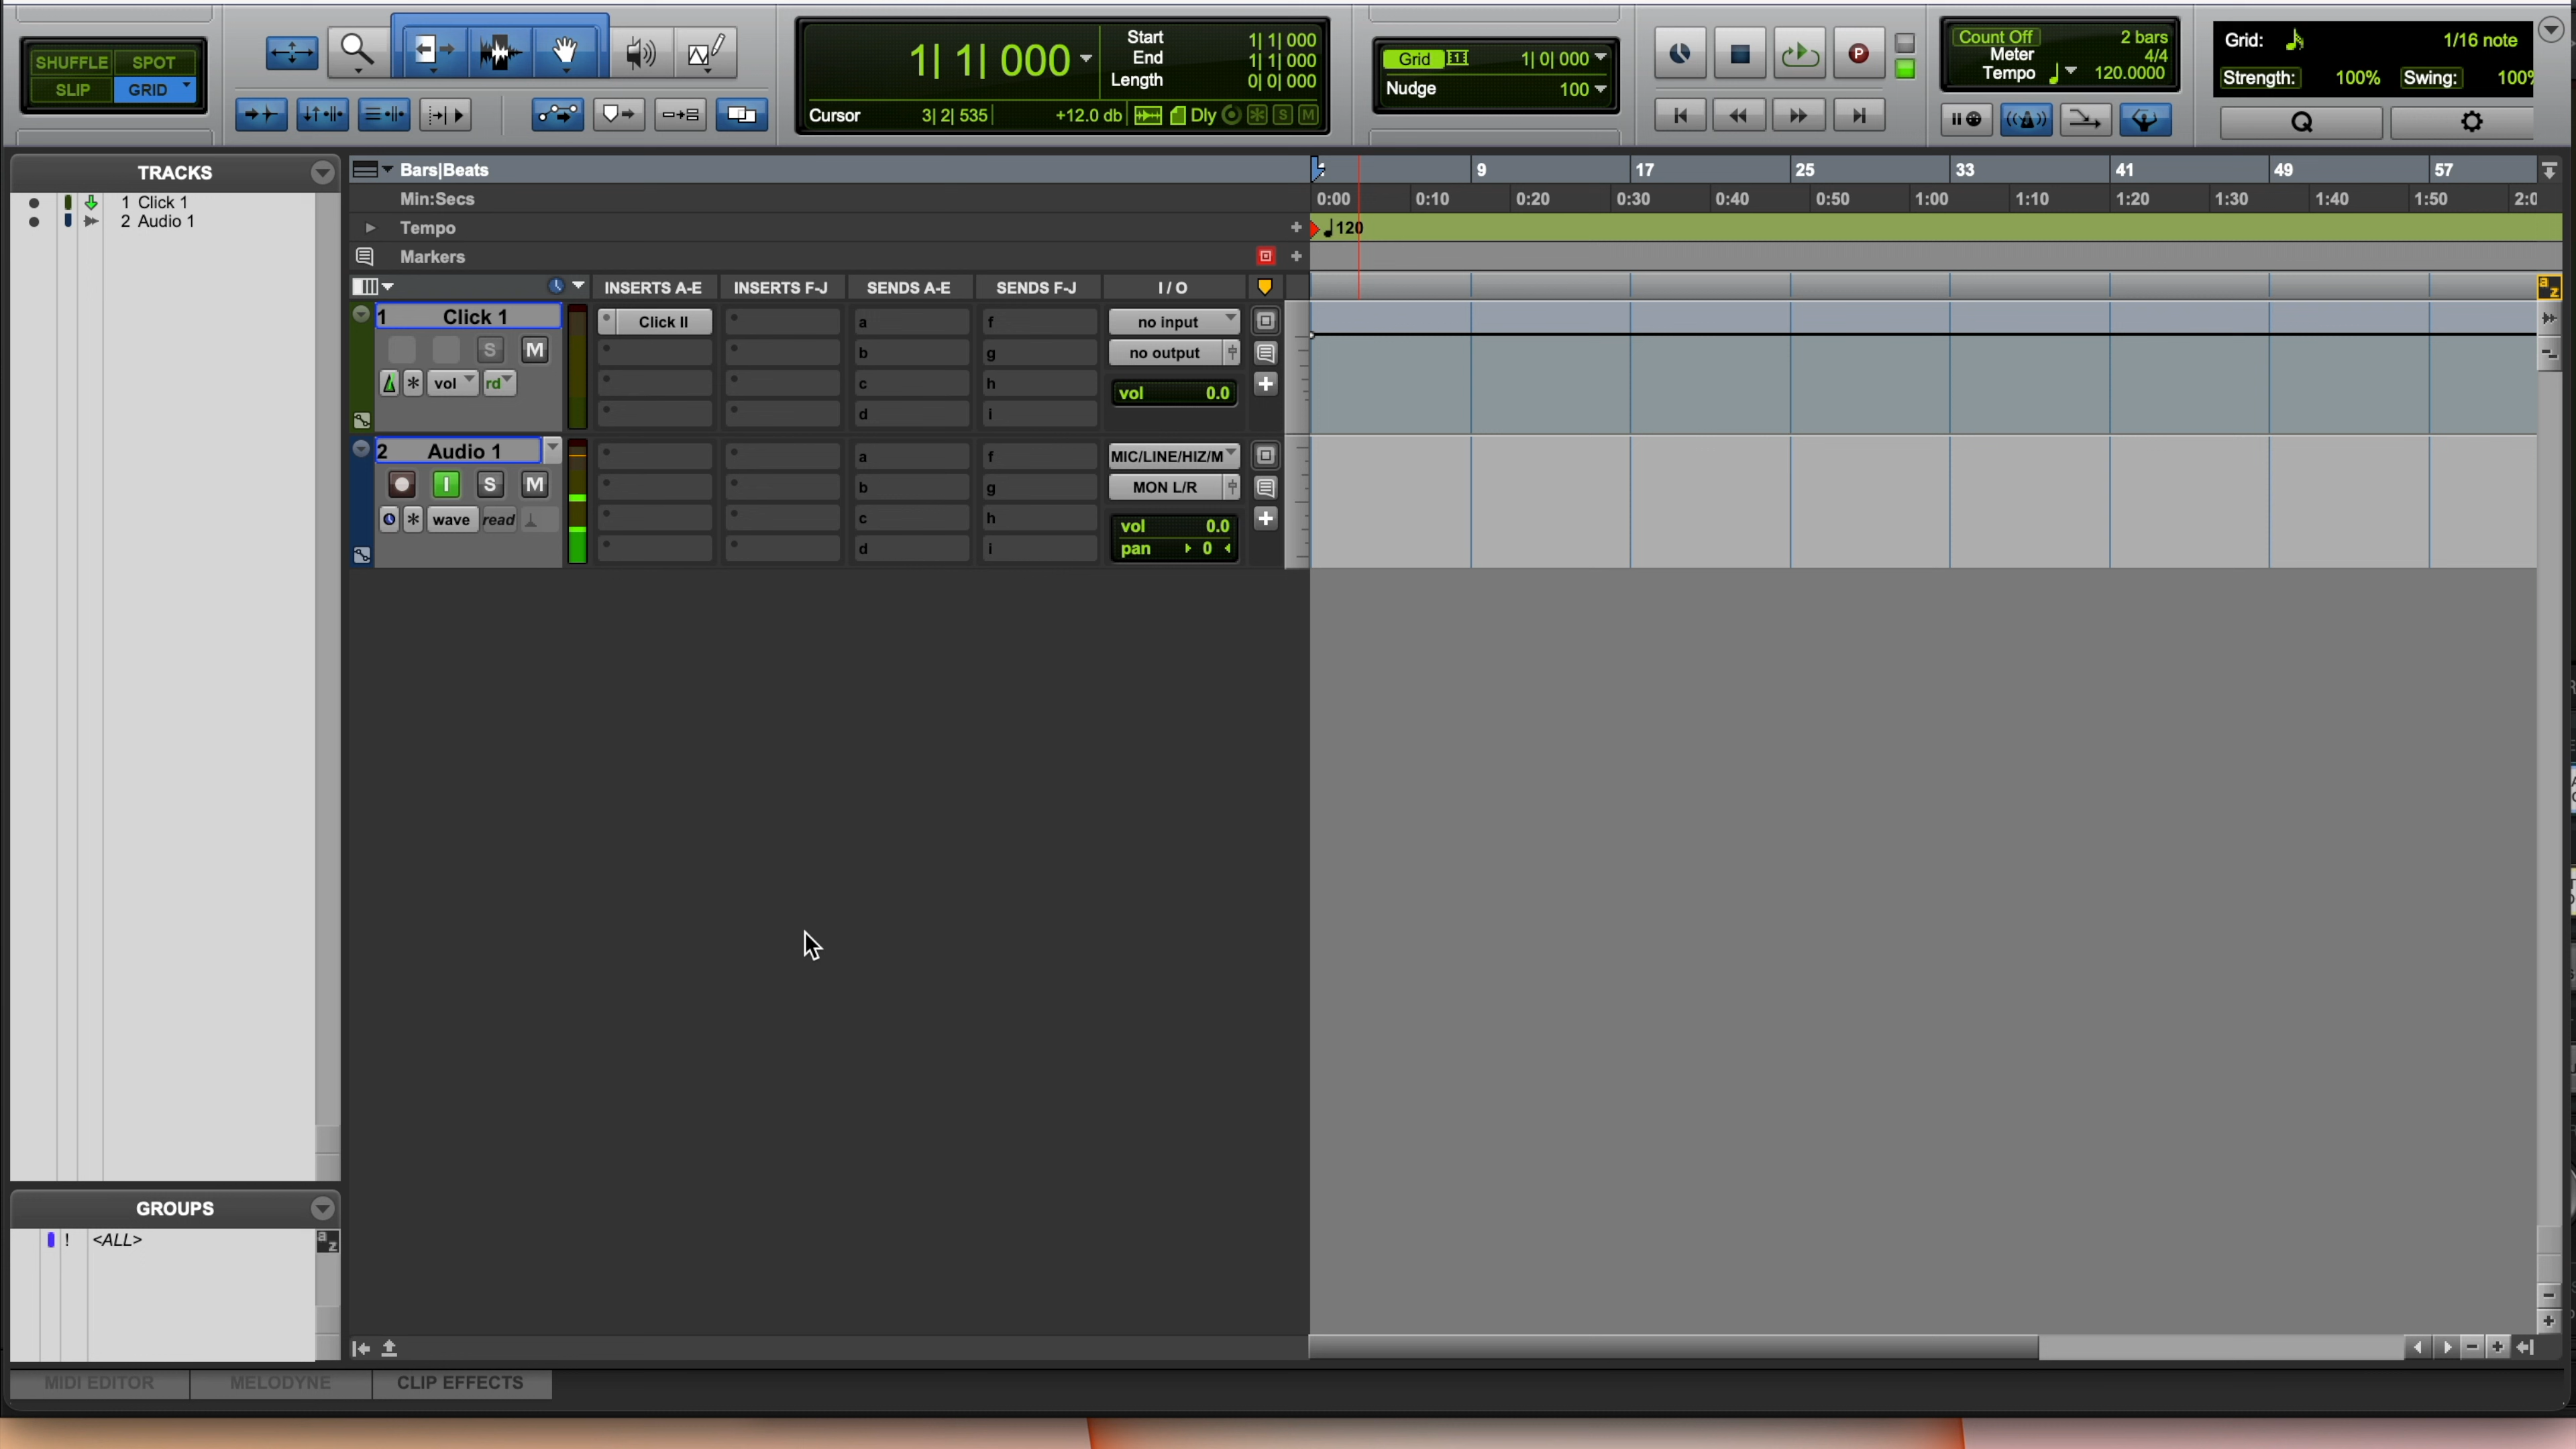 SHUFFLE SPOT
SLIP GRID
1| 1| 000
Start 1| 1| 000
End 1| 1| 000
Length 0| 0| 000
Cursor 3| 2| 535 +12.0 db Dly S M
Grid 1| 0| 000
Nudge 100
P
Count Off 2 bars
Meter 4/4
Tempo 120.0000
Grid: 1/16 note
Strength: 100% Swing: 100%
Q
TRACKS
1 Click 1
2 Audio 1
Bars|Beats
9 17 25 33 41 49 57
Min:Secs
0:00 0:10 0:20 0:30 0:40 0:50 1:00 1:10 1:20 1:30 1:40 1:50 2:0
Tempo
120
Markers
INSERTS A-E INSERTS F-J SENDS A-E SENDS F-J I / O
a z
1 Click 1
S M
vol rd
Click II
a f
b g
c h
d i
no input
no output
vol 0.0
2 Audio 1
I S M
wave read
a f
b g
c h
d i
MIC/LINE/HIZ/M
MON L/R
vol 0.0
pan 0
GROUPS
! <ALL>
a z
MIDI EDITOR MELODYNE CLIP EFFECTS